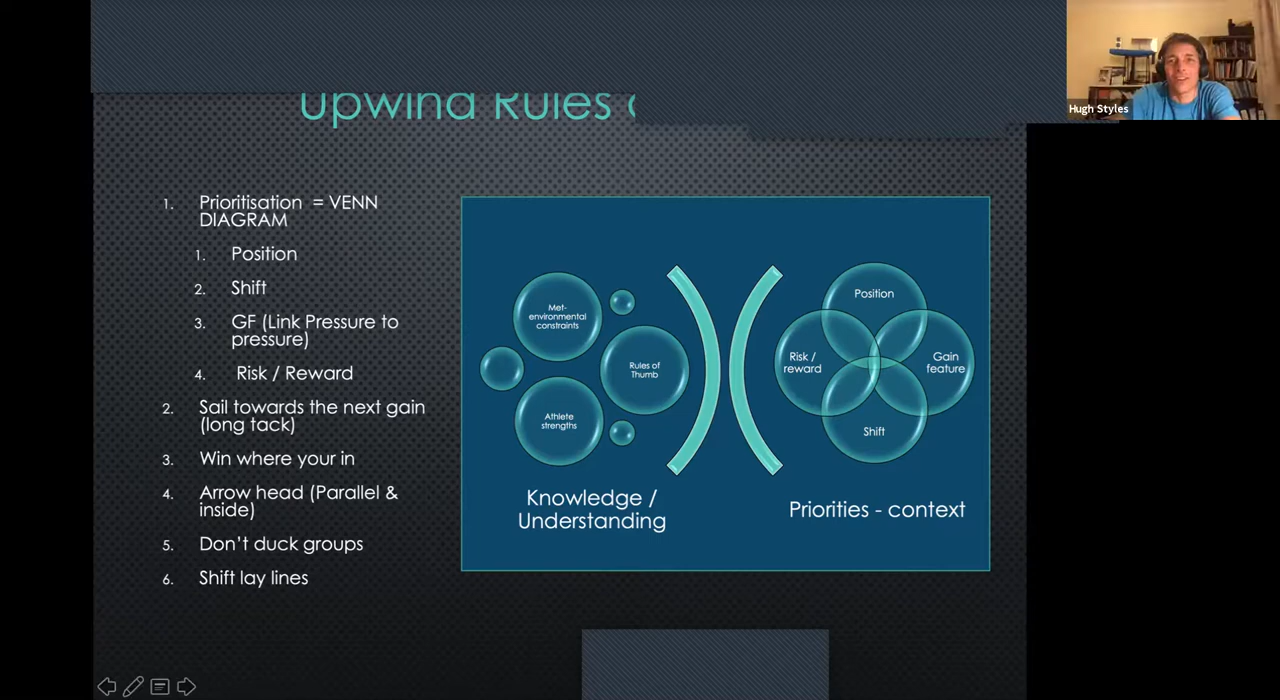 Upwind Rules
Hugh Styles
1. Prioritisation = VENN
DIAGRAM
1. Position
2. Shift
3. GF (Link Pressure to
pressure)
4. Risk / Reward
2. Sail towards the next gain
(long tack)
3. Win where your in
4. Arrow head (Parallel &
inside)
5. Don't duck groups
6. Shift lay lines
Met-
environmental
constraints
Rules of
Thumb
Athlete
strengths
Knowledge /
Understanding
Position
Risk /
reward
Gain
feature
Shift
Priorities - context